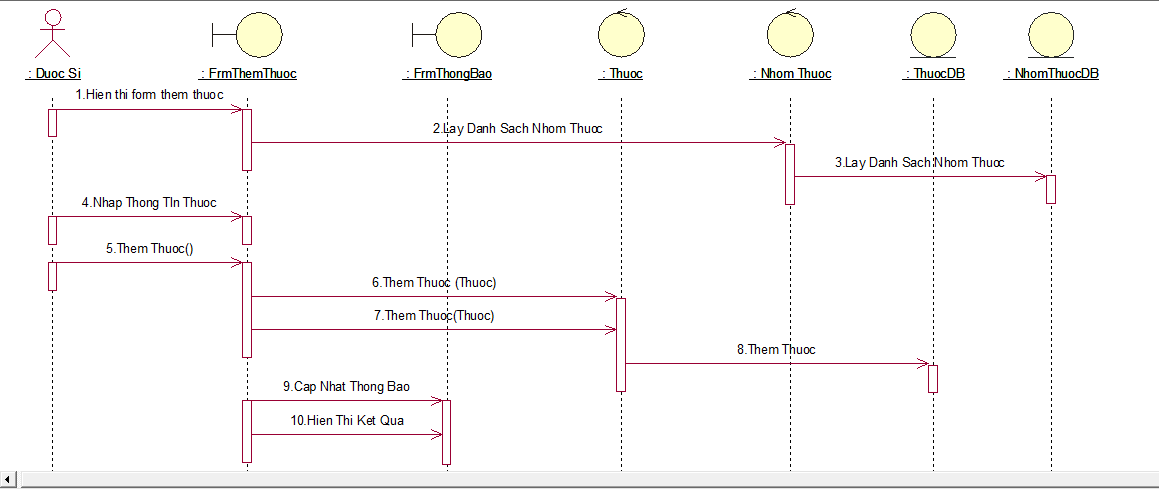 : Duoc Si
: FrmThemThuoc
: FrmThongBao
: Thuoc
: Nhom Thuoc
: ThuocDB
: NhomThuocDB
1.Hien thi form them thuoc
2.Lay Danh Sach Nhom Thuoc
3.Lay Danh Sach Nhom Thuoc
4.Nhap Thong TIn Thuoc
5.Them Thuoc()
6.Them Thuoc (Thuoc)
7.Them Thuoc(Thuoc)
8.Them Thuoc
9.Cap Nhat Thong Bao
10.Hien Thi Ket Qua